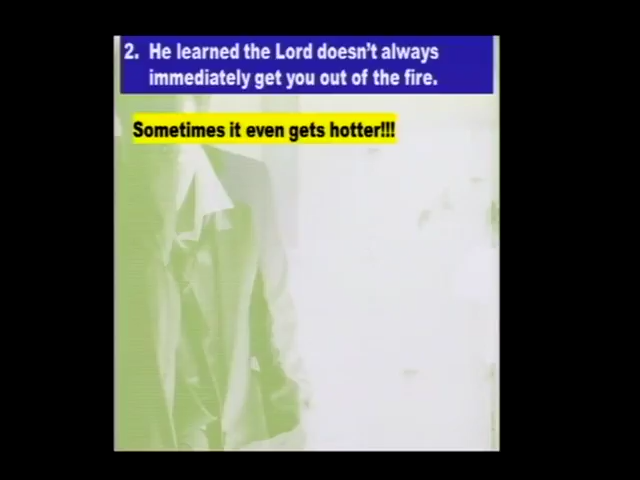 2. He learned the Lord doesn't always
immediately get you out of the fire.
Sometimes it even gets hotter!!!